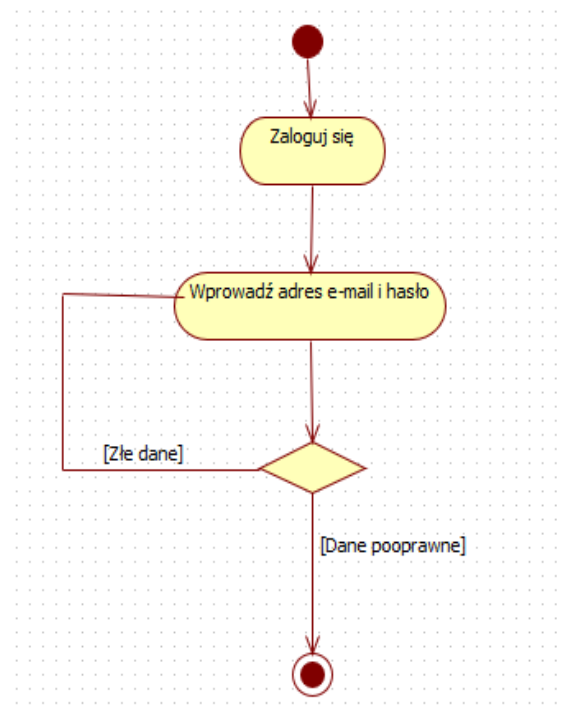 Zaloguj się
Wprowadź adres e-mail i hasło
[Złe dane]
[Dane pooprawne]